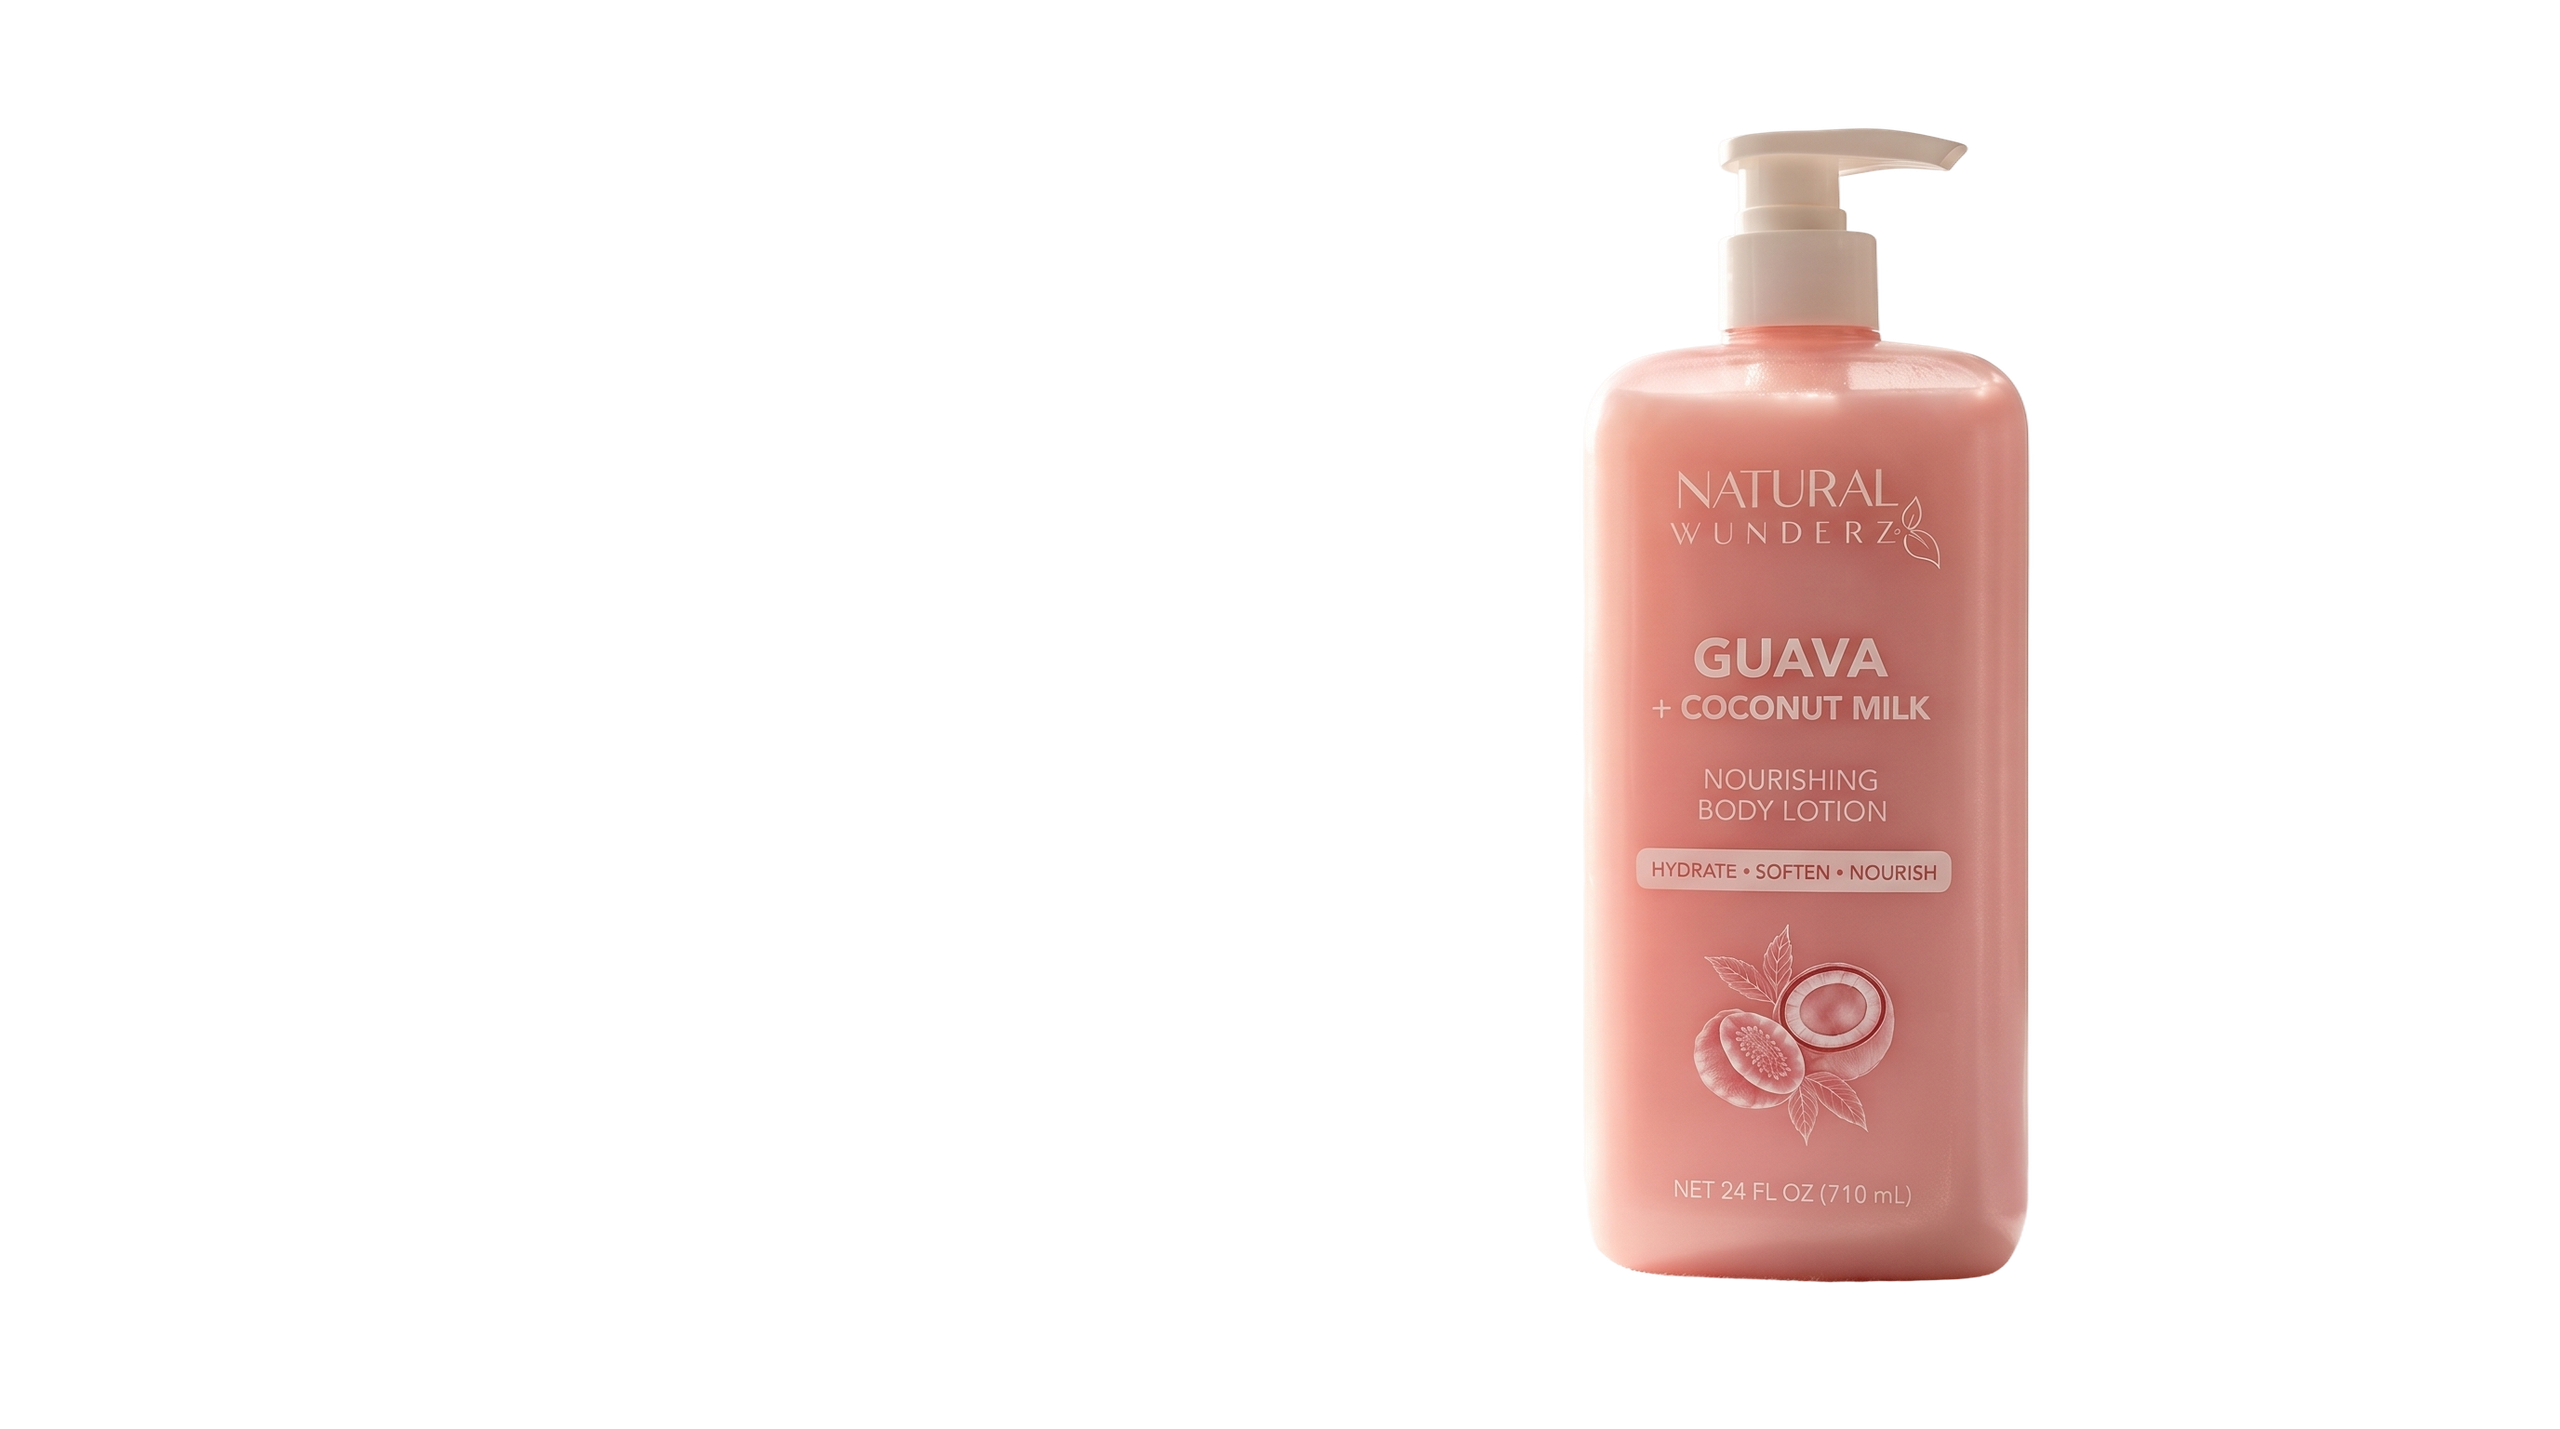 NATURAL
WUNDERZ
GUAVA
+ COCONUT MILK
NOURISHING
BODY LOTION
HYDRATE • SOFTEN • NOURISH
NET 24 FL OZ (710 mL)